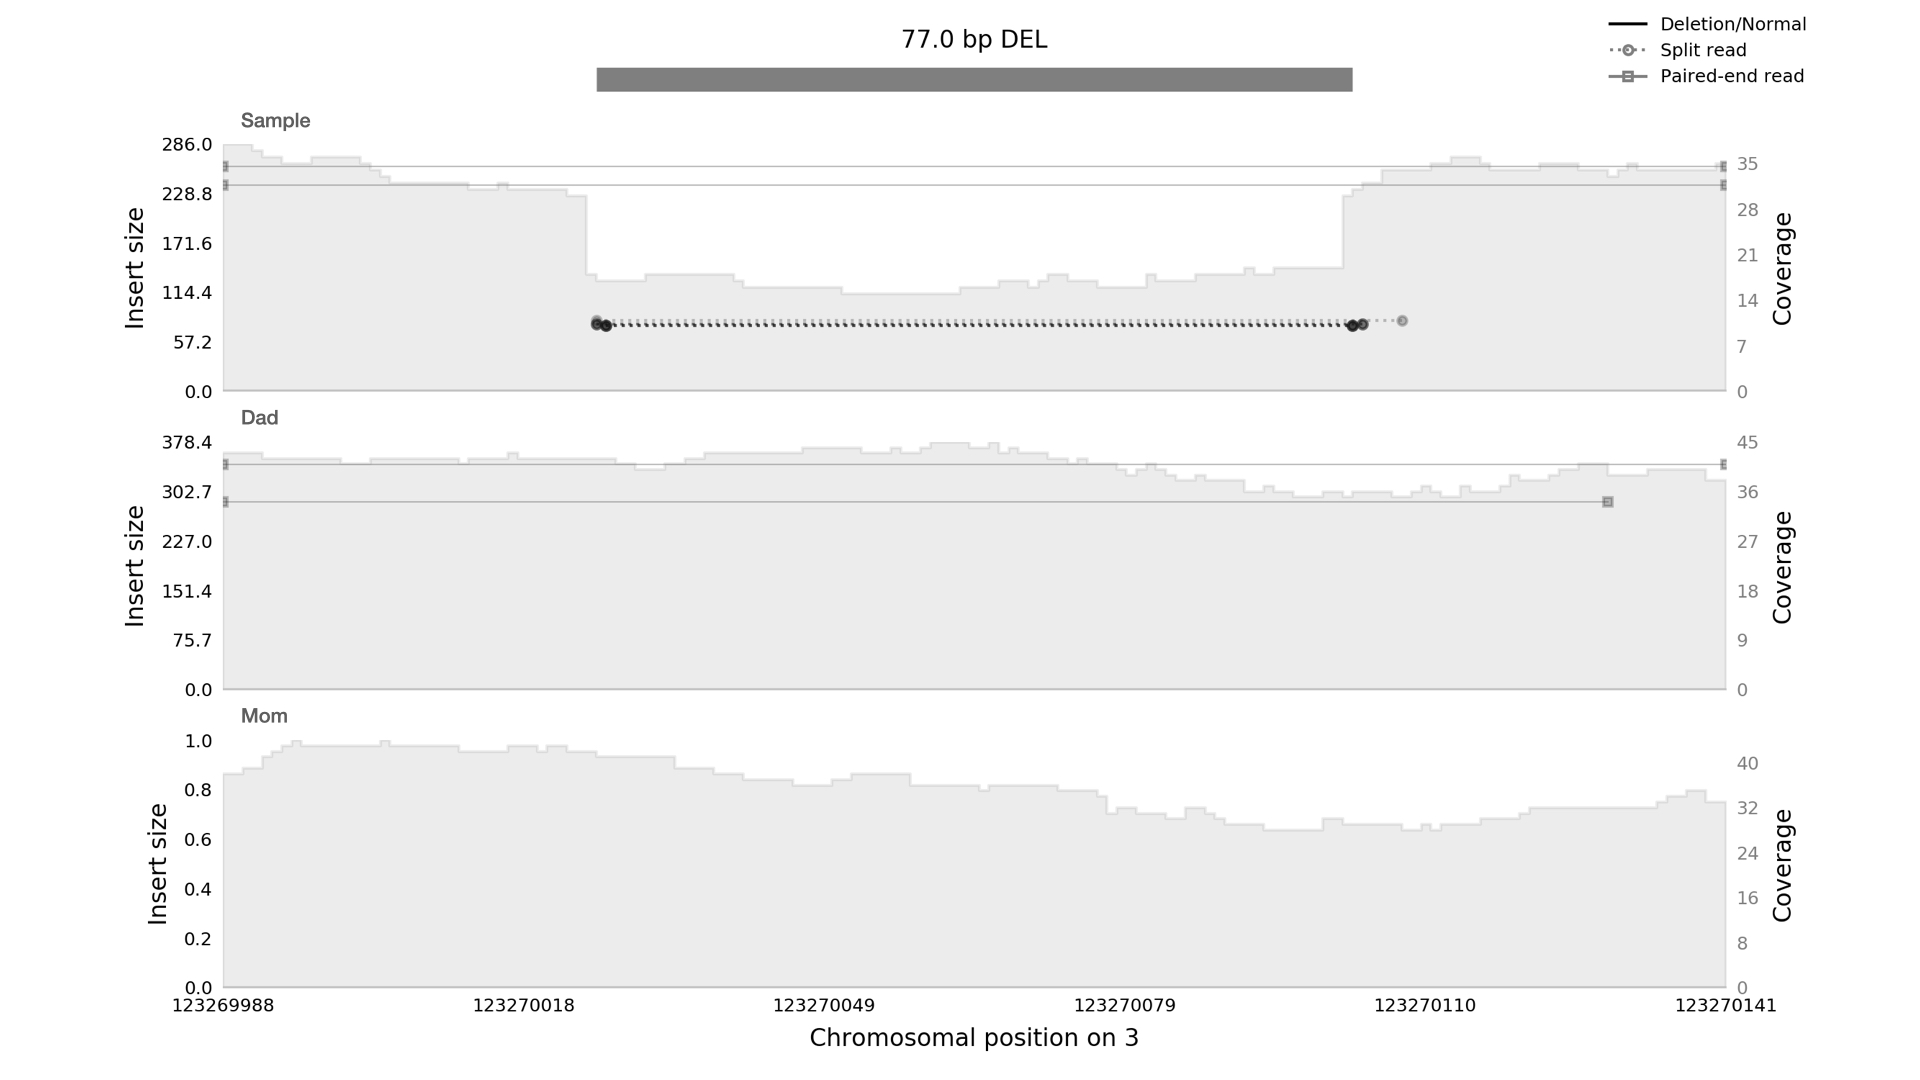 77.0 bp DEL
Deletion/Normal
Split read
Paired-end read
Sample
286.0
228.8
171.6
114.4
57.2
0.0
Insert size
35
28
21
14
7
0
Coverage
Dad
378.4
302.7
227.0
151.4
75.7
0.0
Insert size
45
36
27
18
9
0
Coverage
Mom
1.0
0.8
0.6
0.4
0.2
0.0
Insert size
40
32
24
16
8
0
Coverage
123269988 123270018 123270049 123270079 123270110 123270141
Chromosomal position on 3